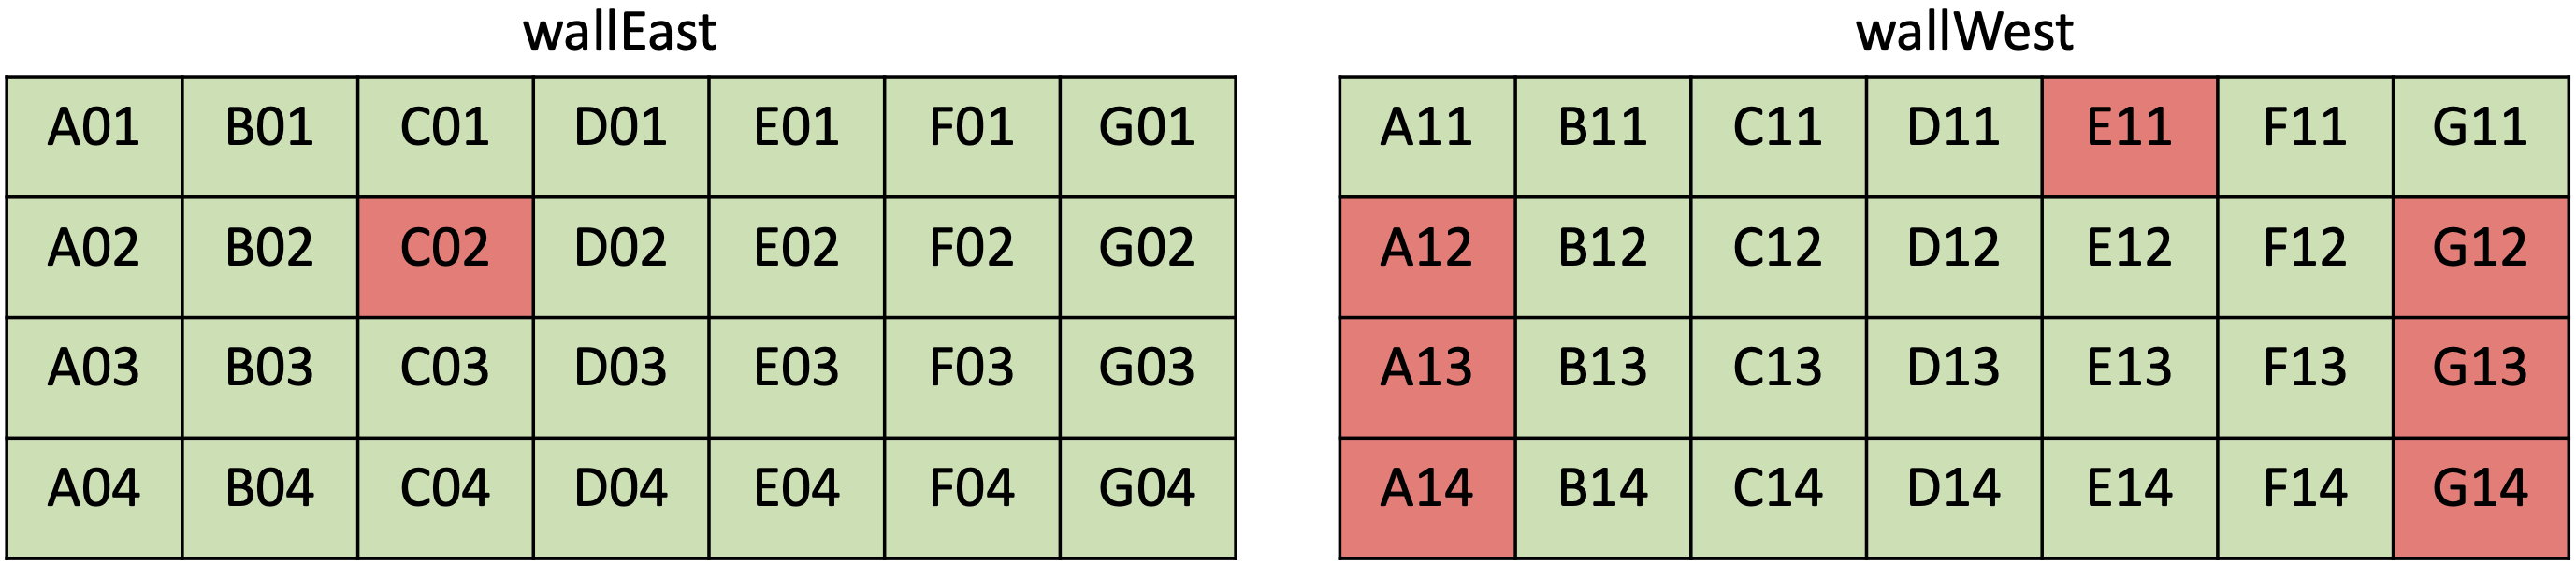 wallEast
A01 B01 C01 D01 E01 F01 G01
A02 B02 C02 D02 E02 F02 G02
A03 B03 C03 D03 E03 F03 G03
A04 B04 C04 D04 E04 F04 G04
wallWest
A11 B11 C11 D11 E11 F11 G11
A12 B12 C12 D12 E12 F12 G12
A13 B13 C13 D13 E13 F13 G13
A14 B14 C14 D14 E14 F14 G14